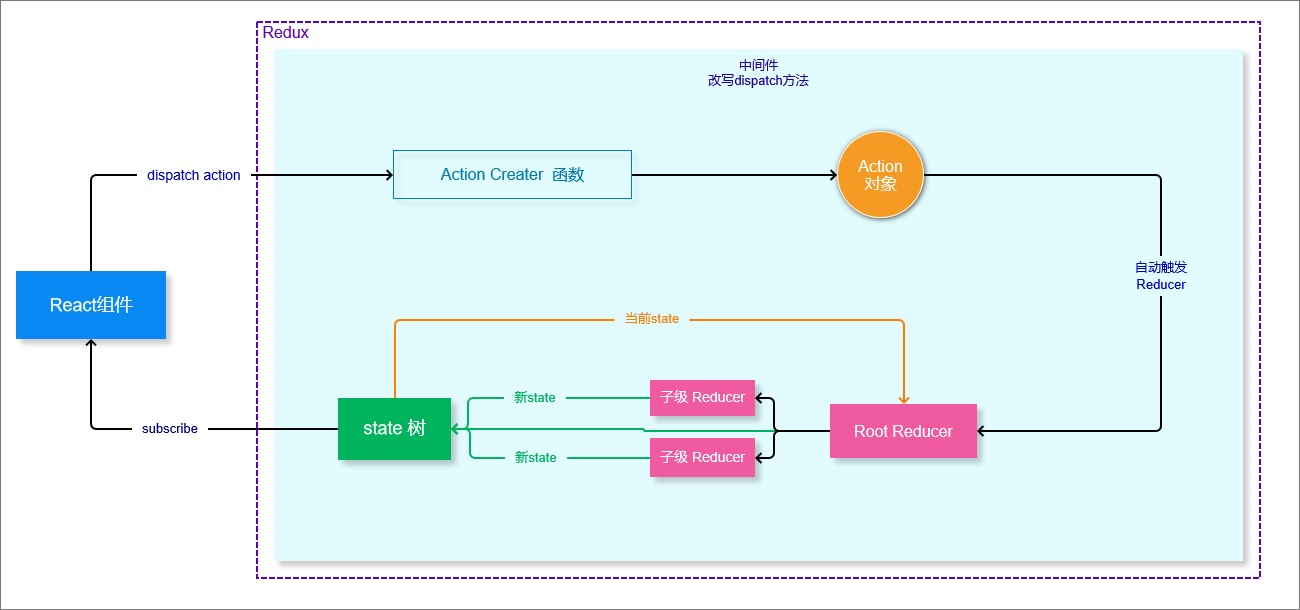 Redux
中间件
改写dispatch方法
dispatch action
Action Creater 函数
Action
对象
自动触发
Reducer
React组件
当前state
新state
子级 Reducer
state 树
Root Reducer
subscribe
新state
子级 Reducer